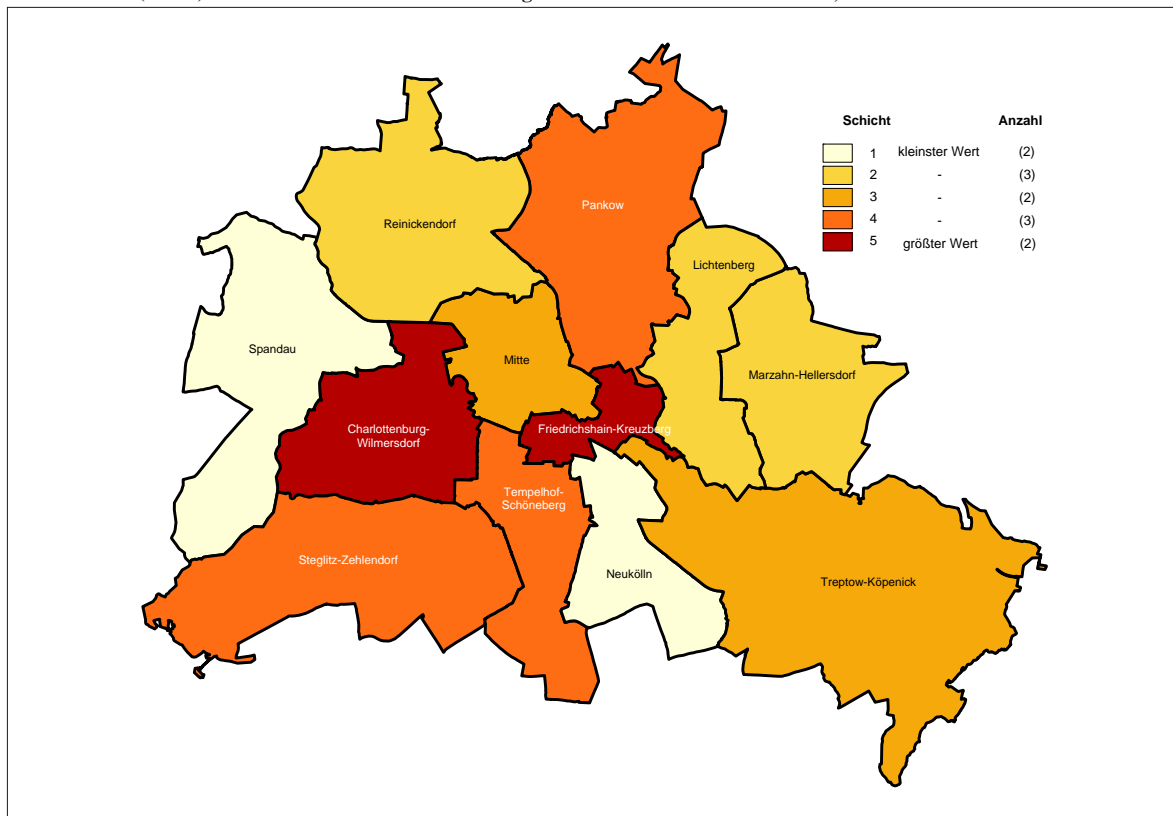 Schicht Anzahl
1 kleinster Wert (2)
2 - (3)
3 - (2)
4 - (3)
5 größter Wert (2)
Pankow
Reinickendorf
Lichtenberg
Spandau
Mitte
Marzahn-Hellersdorf
Charlottenburg-
Wilmersdorf
Friedrichshain-Kreuzberg
Tempelhof-
Schöneberg
Steglitz-Zehlendorf
Neukölln
Treptow-Köpenick